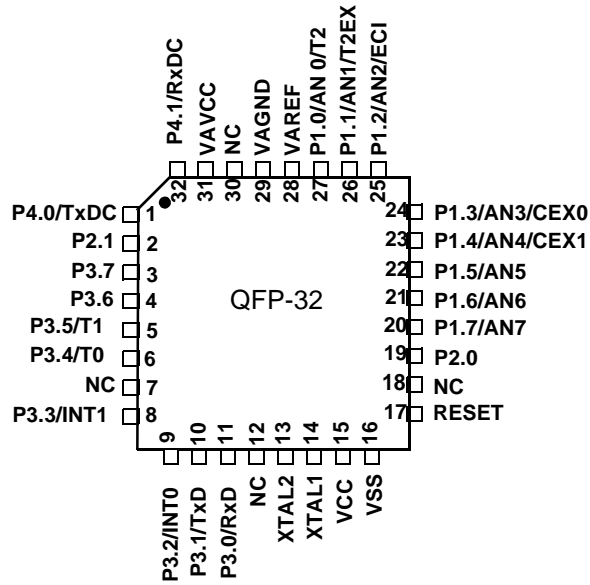 P4.1/RxDC
VAVCC
NC
VAGND
VAREF
P1.0/AN 0/T2
P1.1/AN1/T2EX
P1.2/AN2/ECI
32
31
30
29
28
27
26
25
P4.0/TxDC 1
P2.1 2
P3.7 3
P3.6 4
P3.5/T1 5
P3.4/T0 6
NC 7
P3.3/INT1 8
QFP-32
24 P1.3/AN3/CEX0
23 P1.4/AN4/CEX1
22 P1.5/AN5
21 P1.6/AN6
20 P1.7/AN7
19 P2.0
18 NC
17 RESET
9
10
11
12
13
14
15
16
P3.2/INT0
P3.1/TxD
P3.0/RxD
NC
XTAL2
XTAL1
VCC
VSS